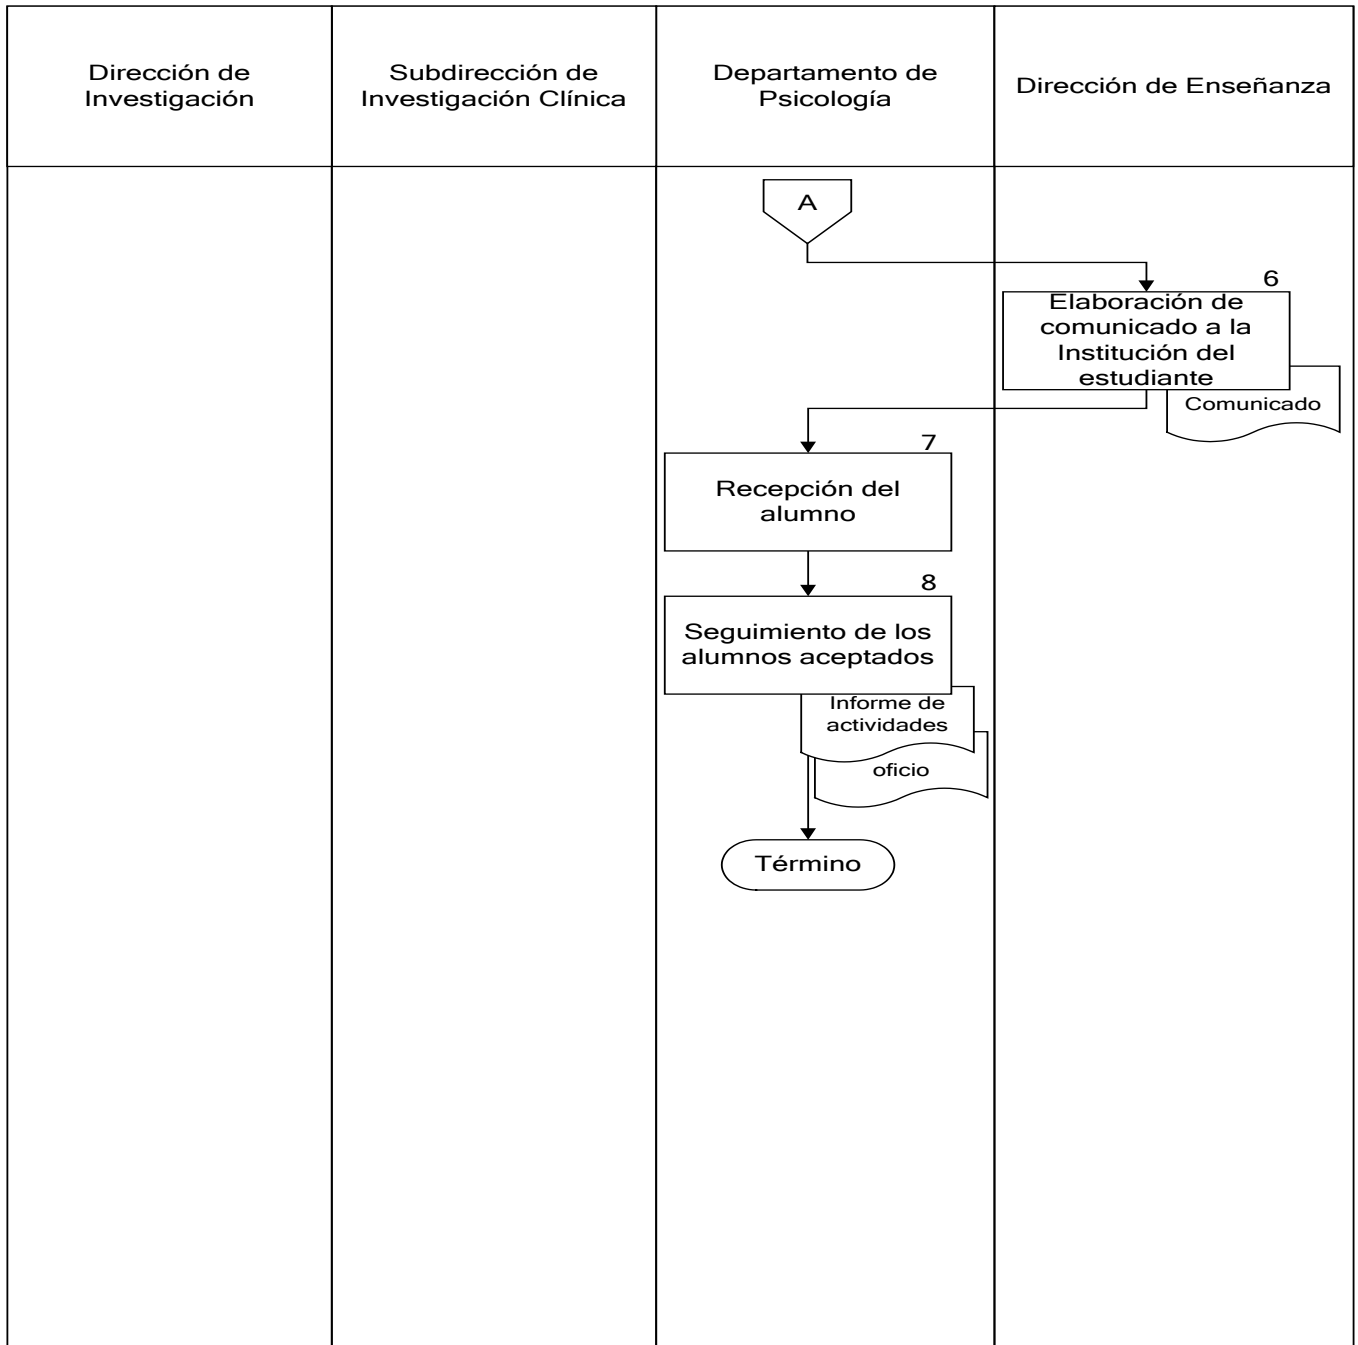 Dirección de
Investigación
Subdirección de
Investigación Clínica
Departamento de
Psicología
Dirección de Enseñanza
A
6
Elaboración de
comunicado a la
Institución del
estudiante
Comunicado
7
Recepción del
alumno
8
Seguimiento de los
alumnos aceptados
Informe de
actividades
oficio
Término